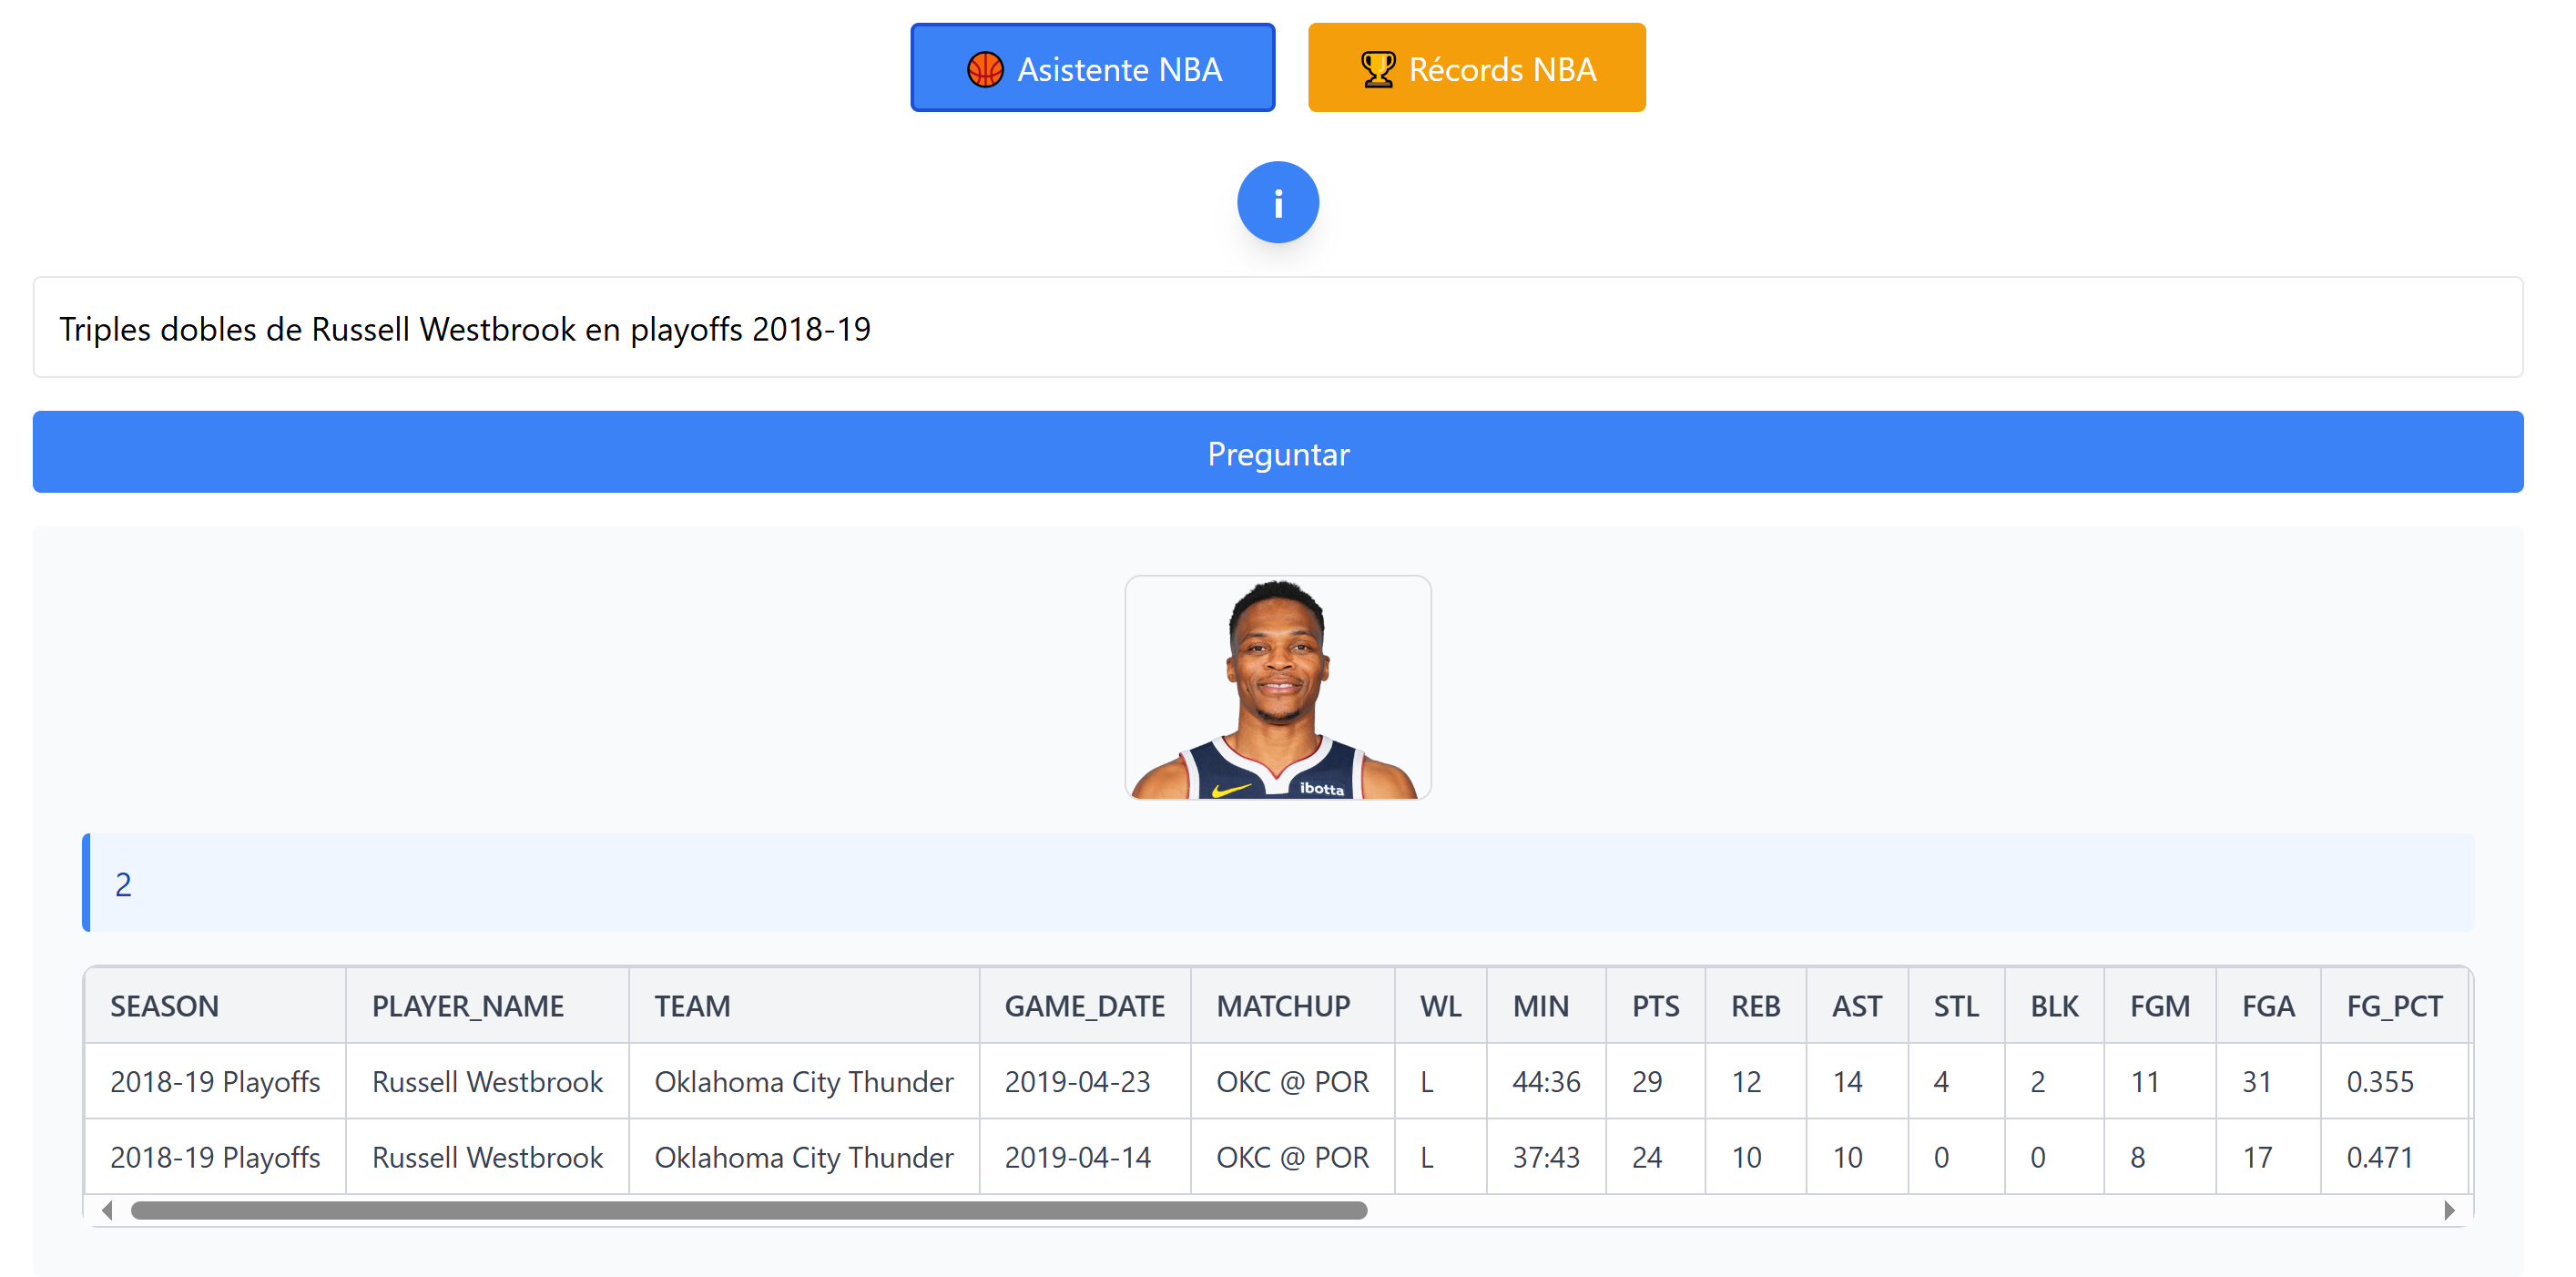 Asistente NBA
Récords NBA
i
Triples dobles de Russell Westbrook en playoffs 2018-19
Preguntar
ibotta
2
SEASON PLAYER_NAME TEAM GAME_DATE MATCHUP WL MIN PTS REB AST STL BLK FGM FGA FG_PCT
2018-19 Playoffs Russell Westbrook Oklahoma City Thunder 2019-04-23 OKC @ POR L 44:36 29 12 14 4 2 11 31 0.355
2018-19 Playoffs Russell Westbrook Oklahoma City Thunder 2019-04-14 OKC @ POR L 37:43 24 10 10 0 0 8 17 0.471